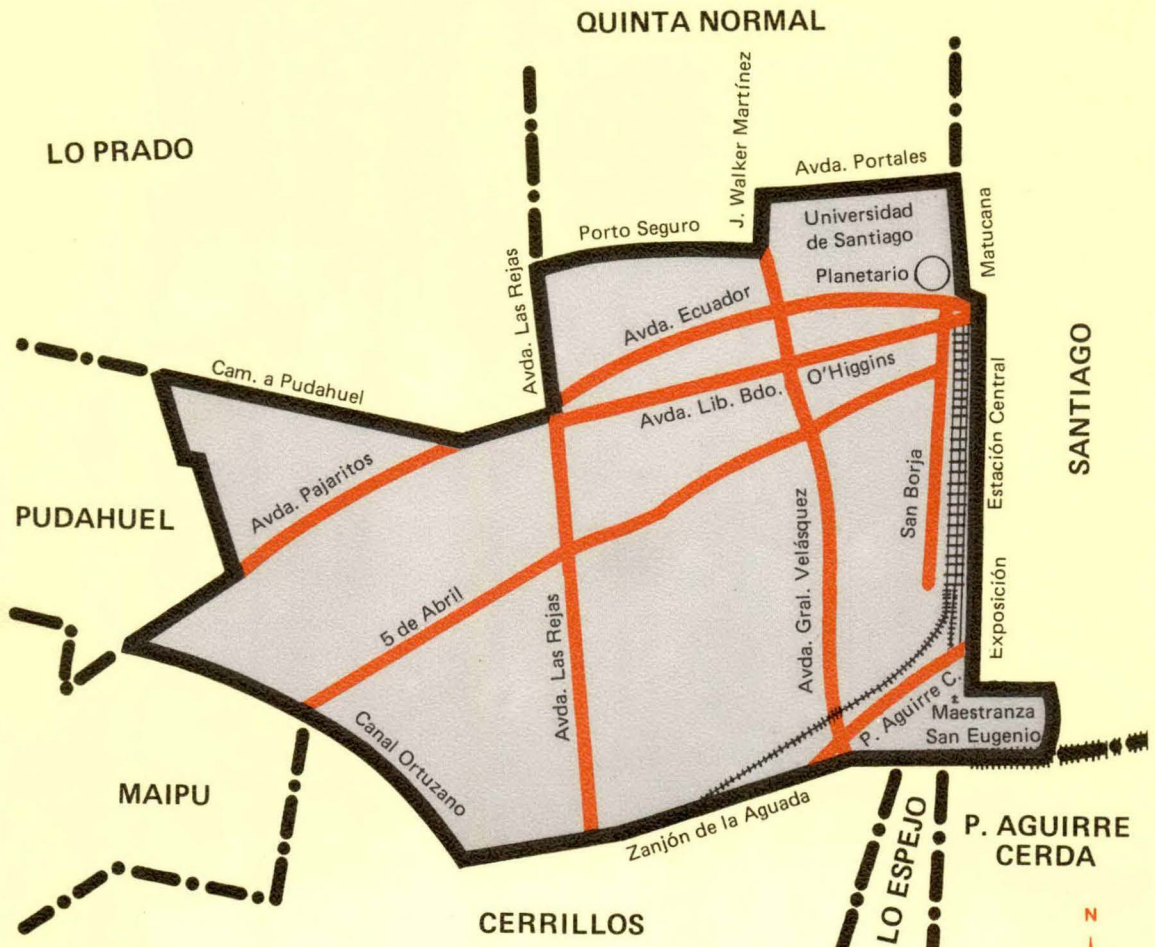 QUINTA NORMAL
LO PRADO
J. Walker Martínez
Avda. Portales
Porto Seguro
Universidad
de Santiago
Planetario
Matucana
Avda. Las Rejas
Avda. Ecuador
Cam. a Pudahuel
Avda. Lib. Bdo. O'Higgins
SANTIAGO
Estación Central
Avda. Pajaritos
PUDAHUEL
San Borja
5 de Abril
Avda. Las Rejas
Avda. Gral. Velásquez
Exposición
P. Aguirre C.
Maestranza
San Eugenio
Canal Ortuzano
MAIPU
Zanjón de la Aguada
LO ESPEJO
P. AGUIRRE
CERDA
CERRILLOS
N